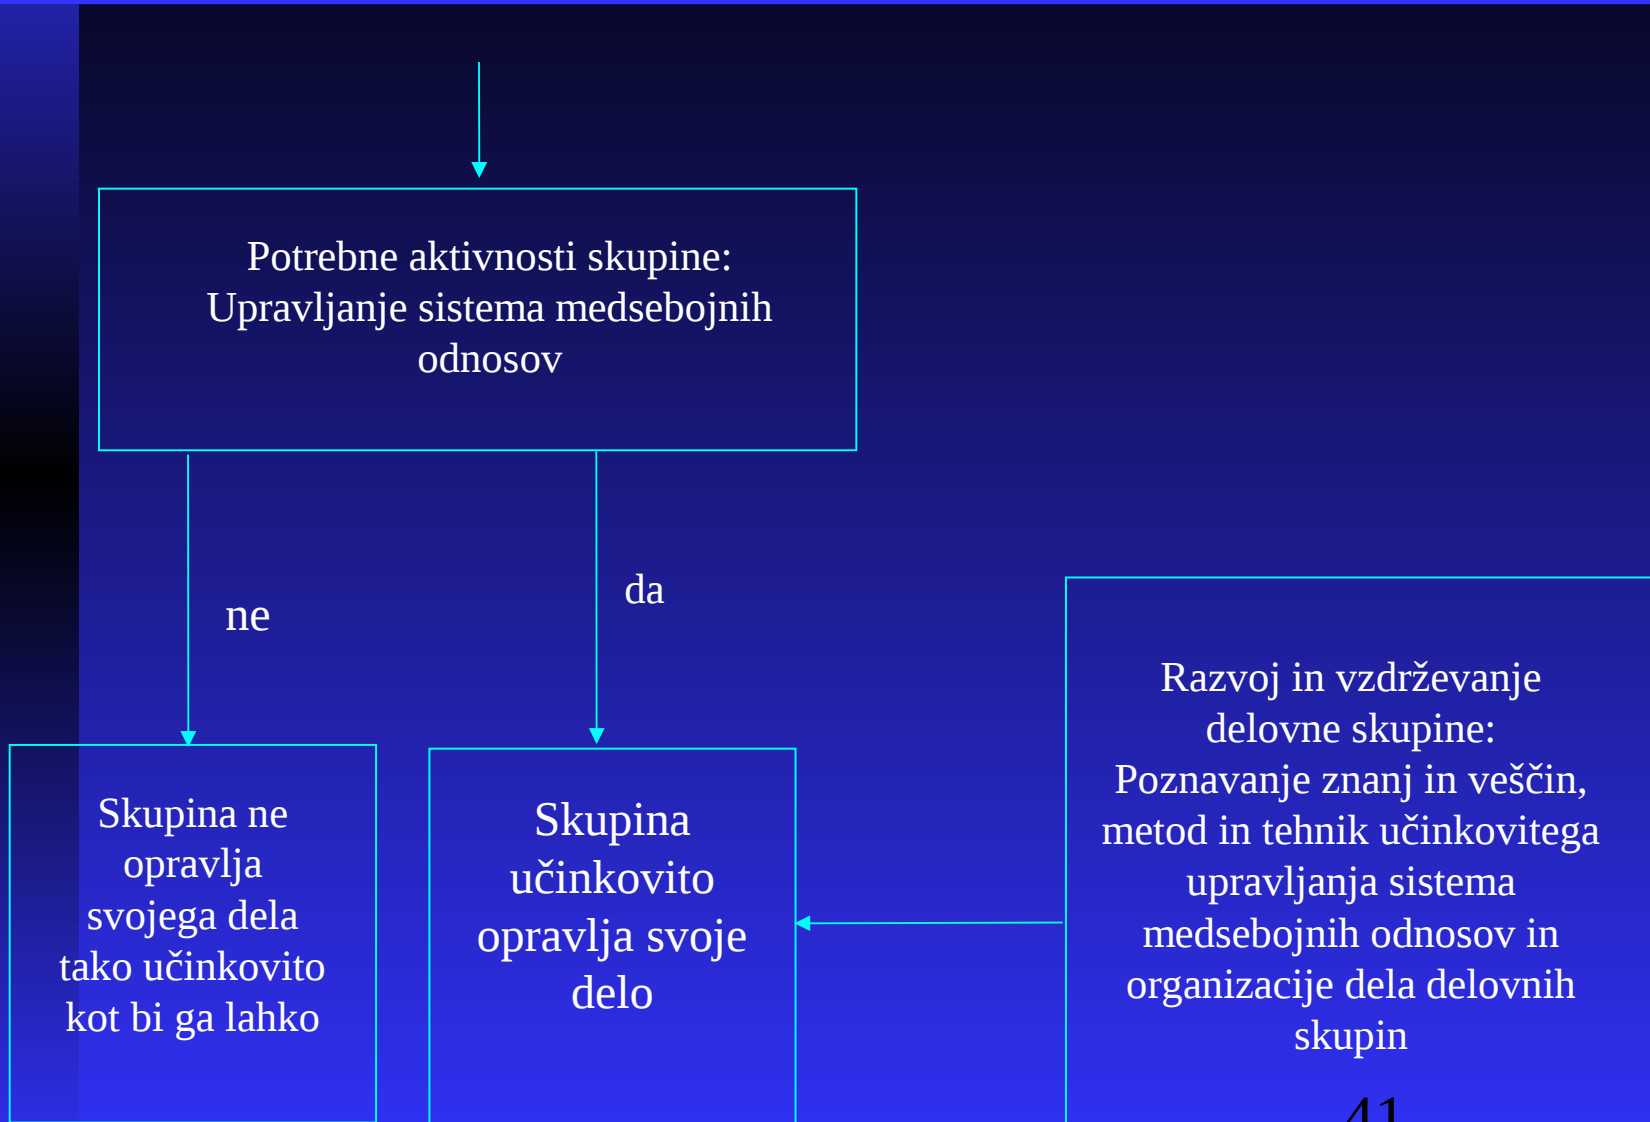 Potrebne aktivnosti skupine:
Upravljanje sistema medsebojnih
odnosov
ne
da
Skupina ne
opravlja
svojega dela
tako učinkovito
kot bi ga lahko
Skupina
učinkovito
opravlja svoje
delo
Razvoj in vzdrževanje
delovne skupine:
Poznavanje znanj in veščin,
metod in tehnik učinkovitega
upravljanja sistema
medsebojnih odnosov in
organizacije dela delovnih
skupin
41